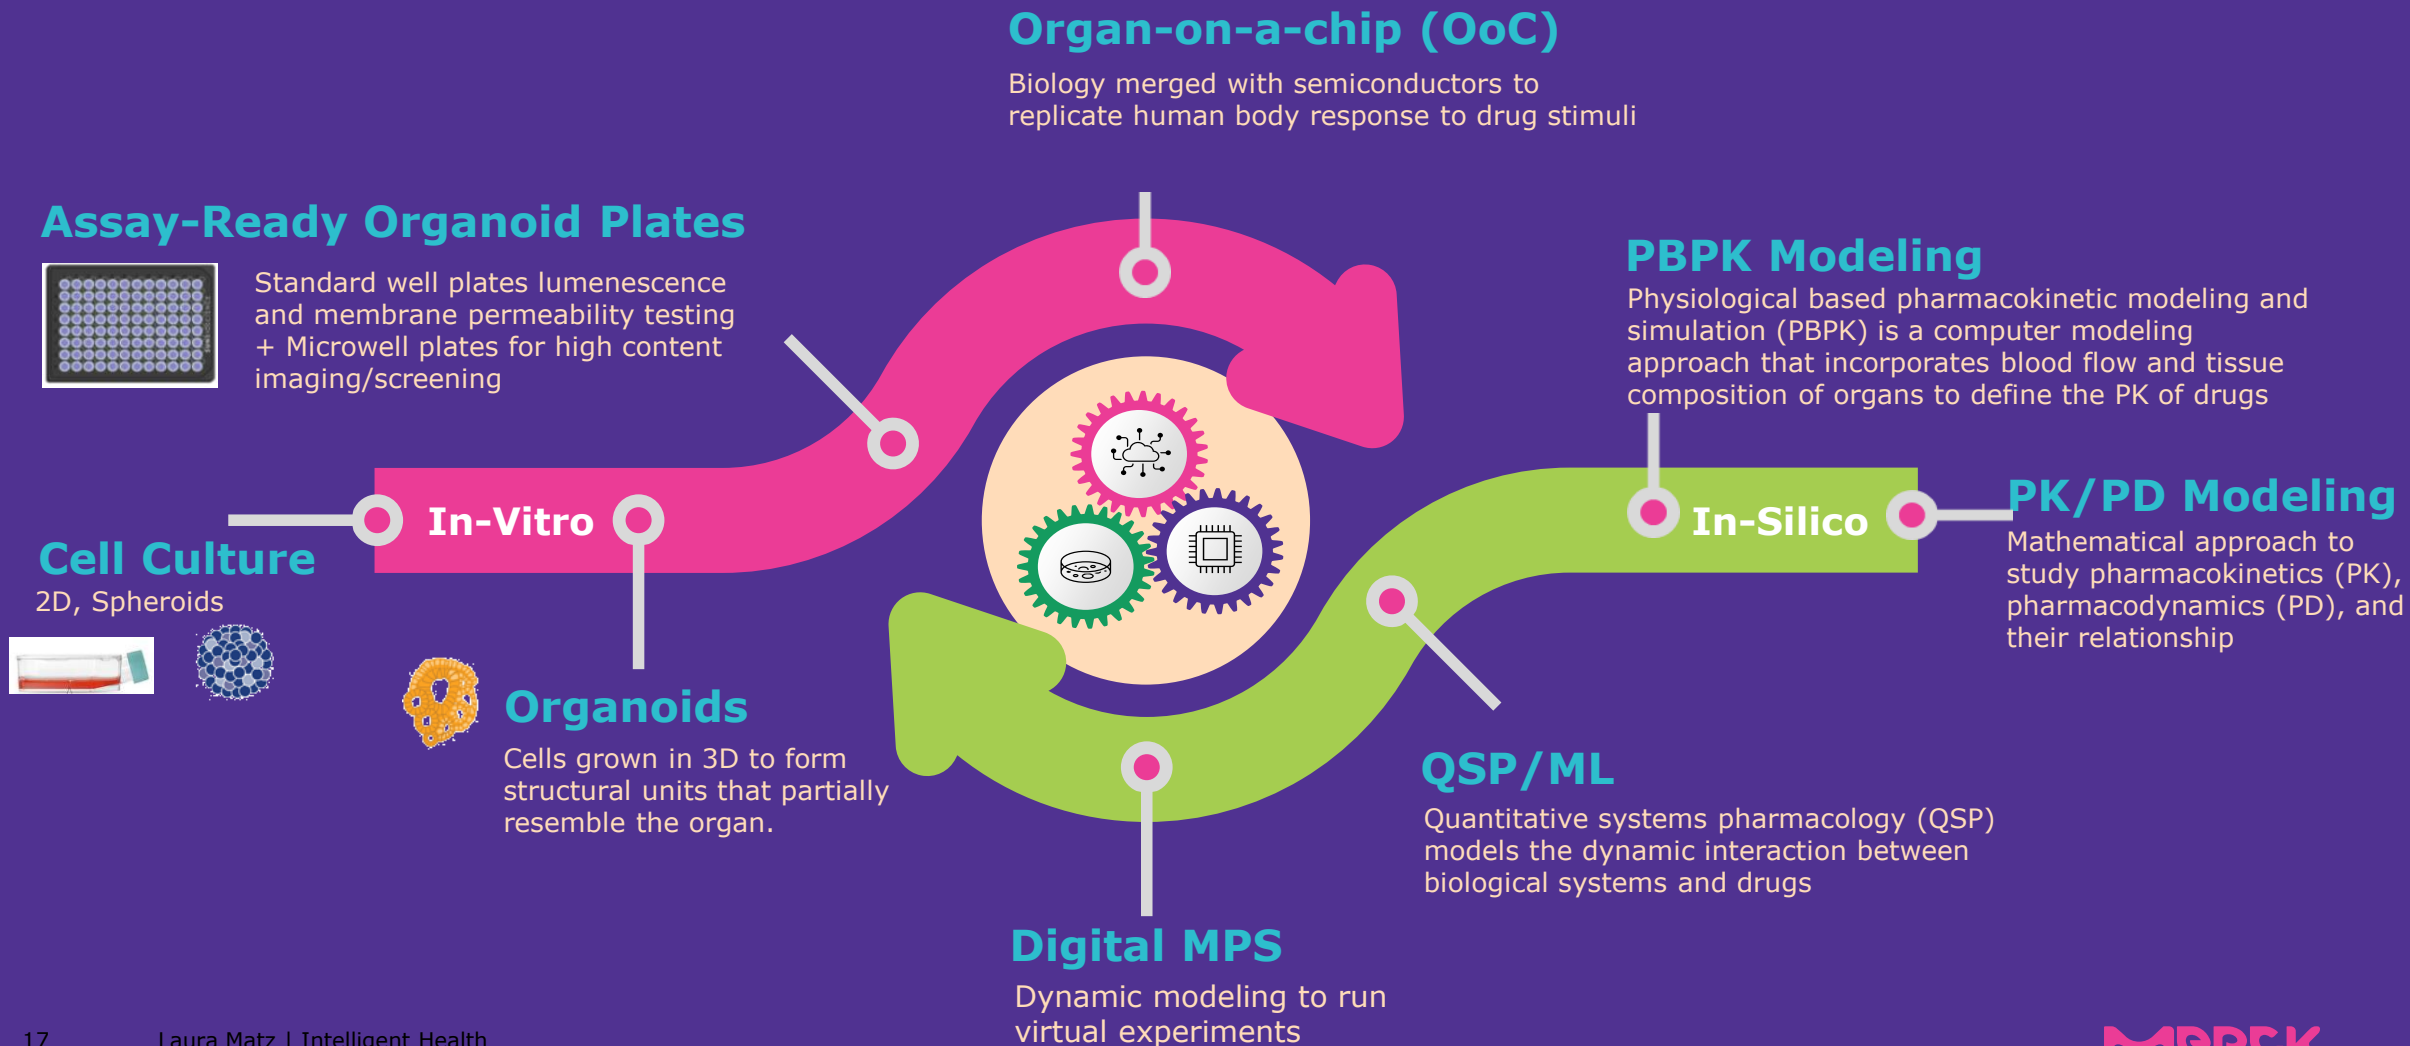 Organ-on-a-chip (OoC)
Biology merged with semiconductors to
replicate human body response to drug stimuli
Assay-Ready Organoid Plates
Standard well plates lumenescence
and membrane permeability testing
+ Microwell plates for high content
imaging/screening
PBPK Modeling
Physiological based pharmacokinetic modeling and
simulation (PBPK) is a computer modeling
approach that incorporates blood flow and tissue
composition of organs to define the PK of drugs
In-Vitro
In-Silico
PK/PD Modeling
Mathematical approach to
study pharmacokinetics (PK),
pharmacodynamics (PD), and
their relationship
Cell Culture
2D, Spheroids
Organoids
Cells grown in 3D to form
structural units that partially
resemble the organ.
QSP/ML
Quantitative systems pharmacology (QSP)
models the dynamic interaction between
biological systems and drugs
Digital MPS
Dynamic modeling to run
virtual experiments
17
Laura Matz | Intelligent Health
MERCK